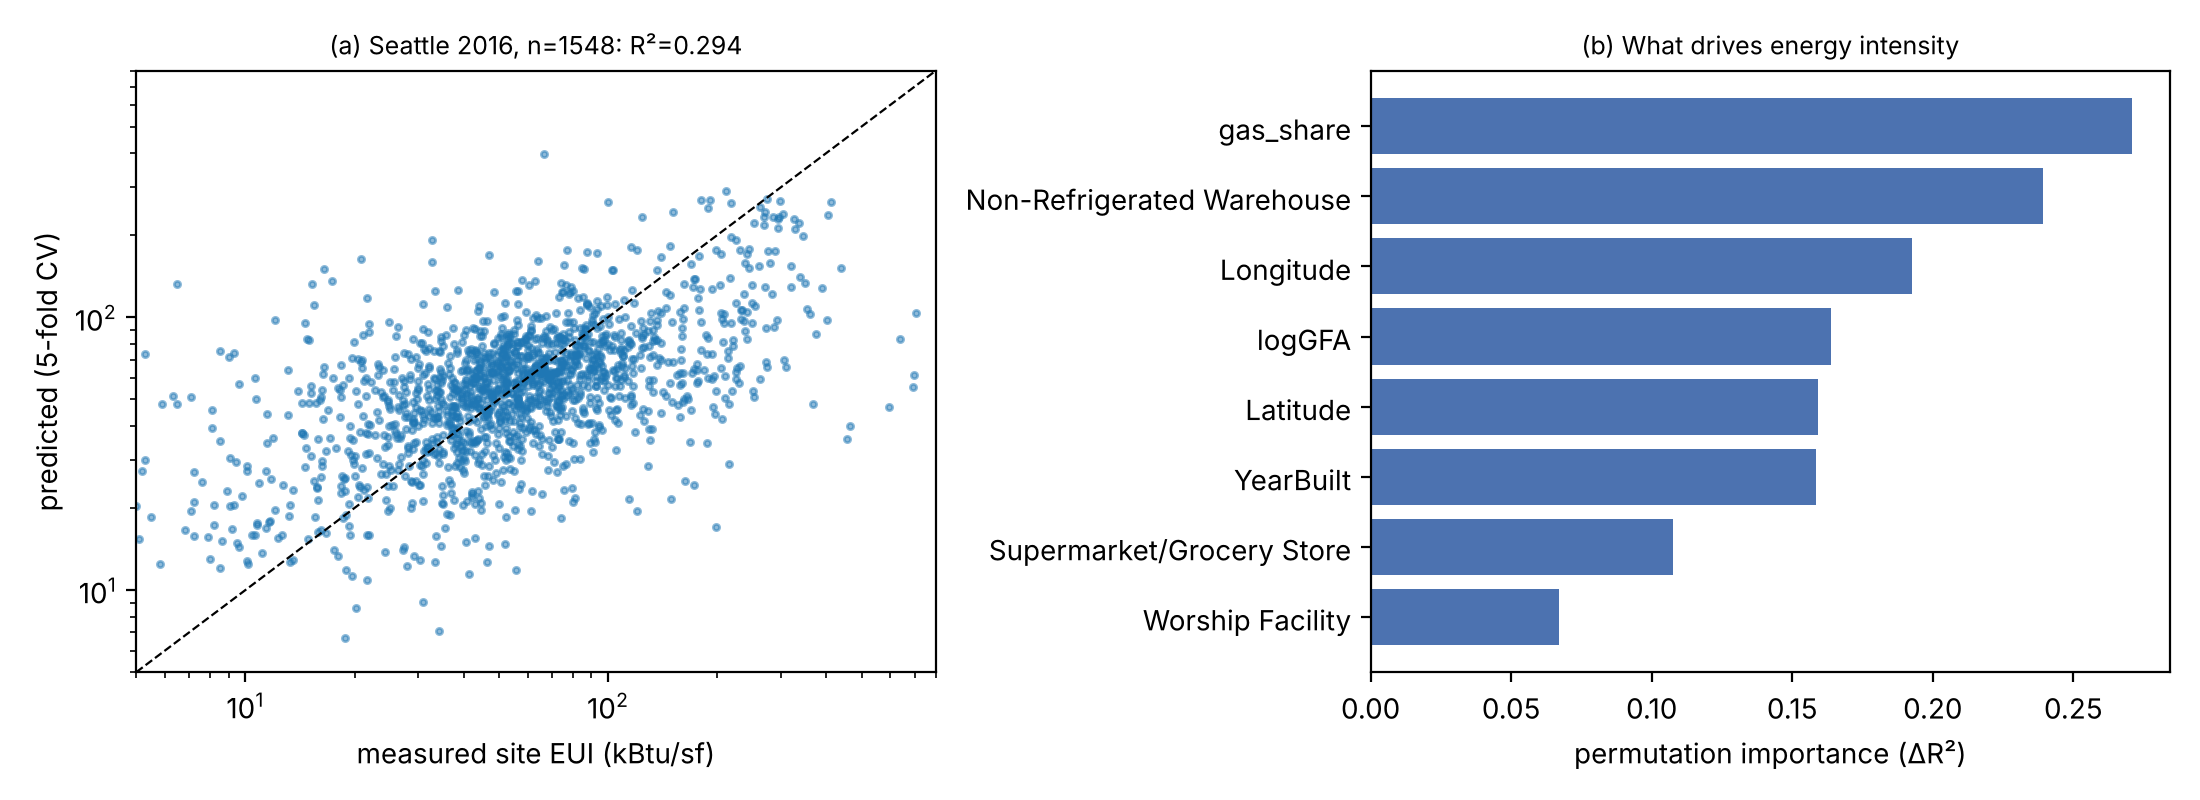 (a) Seattle 2016, n=1548: R²=0.294
predicted (5-fold CV)
10²
10¹
10¹
10²
measured site EUI (kBtu/sf)
(b) What drives energy intensity
gas_share
Non-Refrigerated Warehouse
Longitude
logGFA
Latitude
YearBuilt
Supermarket/Grocery Store
Worship Facility
0.00
0.05
0.10
0.15
0.20
0.25
permutation importance (ΔR²)